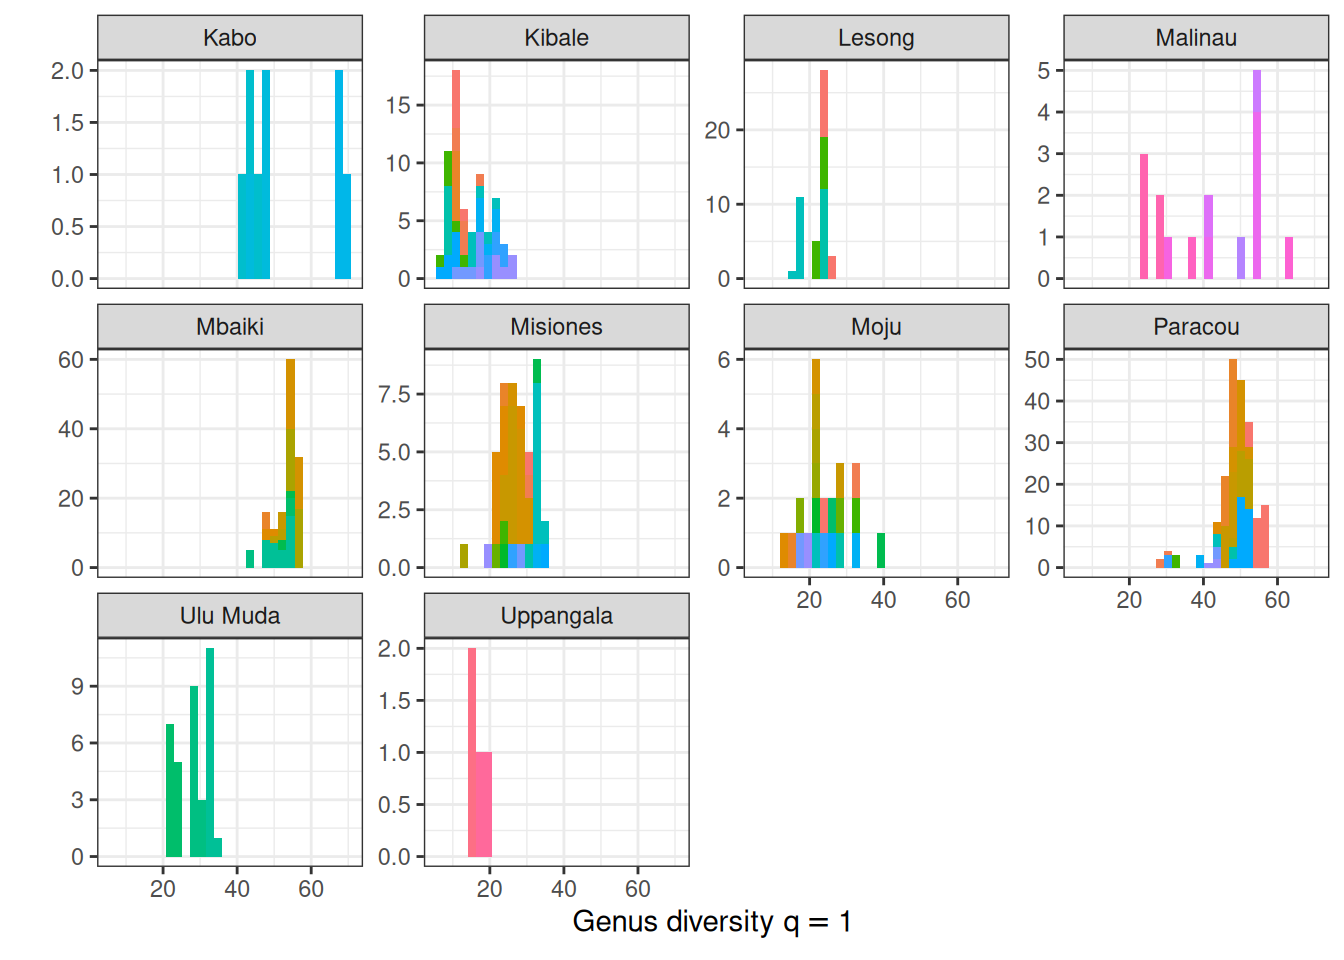 Kabo Kibale Lesong Malinau
2.0 1.5 1.0 0.5 0.0
15 10 5 0
20 10 0
5 4 3 2 1 0
Mbaiki Misiones Moju Paracou
60 40 20 0
7.5 5.0 2.5 0.0
6 4 2 0
50 40 30 20 10 0
20 40 60
20 40 60
Ulu Muda Uppangala
9 6 3 0
2.0 1.5 1.0 0.5 0.0
20 40 60
20 40 60
Genus diversity q = 1